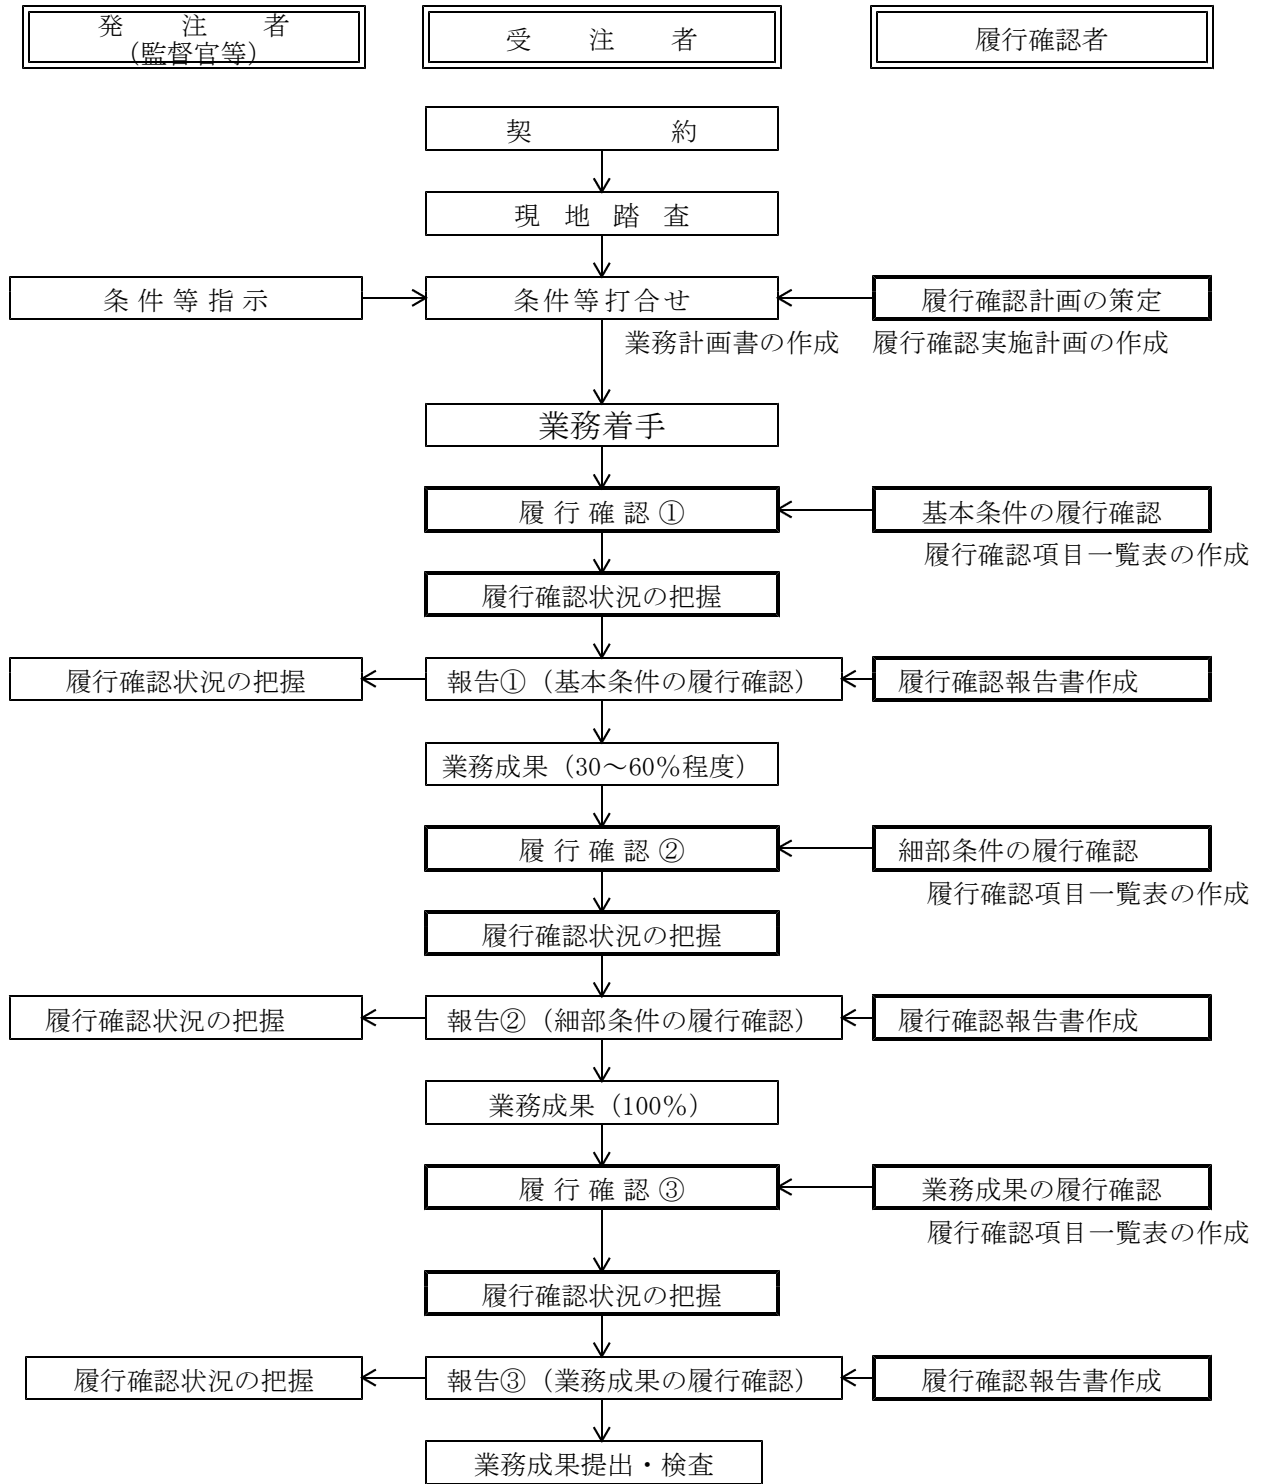 発 注 者
(監督官等)
受 注 者
履行確認者
契 約
現 地 踏 査
条 件 等 指 示
条件等打合せ
履行確認計画の策定
業務計画書の作成
履行確認実施計画の作成
業務着手
履 行 確 認 ①
基本条件の履行確認
履行確認項目一覧表の作成
履行確認状況の把握
履行確認状況の把握
報告①（基本条件の履行確認）
履行確認報告書作成
業務成果（30～60％程度）
履 行 確 認 ②
細部条件の履行確認
履行確認項目一覧表の作成
履行確認状況の把握
履行確認状況の把握
報告②（細部条件の履行確認）
履行確認報告書作成
業務成果（100％）
履 行 確 認 ③
業務成果の履行確認
履行確認項目一覧表の作成
履行確認状況の把握
履行確認状況の把握
報告③（業務成果の履行確認）
履行確認報告書作成
業務成果提出・検査